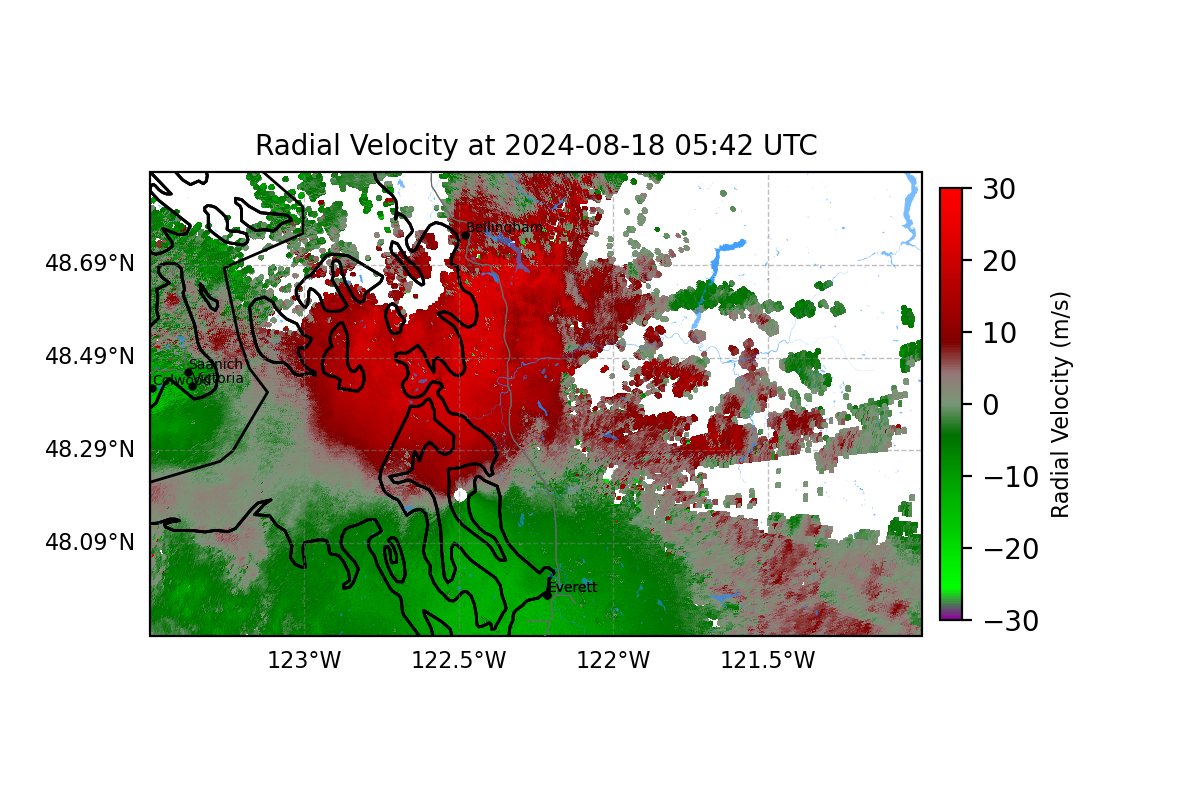 Radial Velocity at 2024-08-18 05:42 UTC
Bellingham
48.69°N
48.49°N
Saanich
Colwood
Victoria
48.29°N
48.09°N
Everett
123°W
122.5°W
122°W
121.5°W
30
20
10
0
−10
−20
−30
Radial Velocity (m/s)